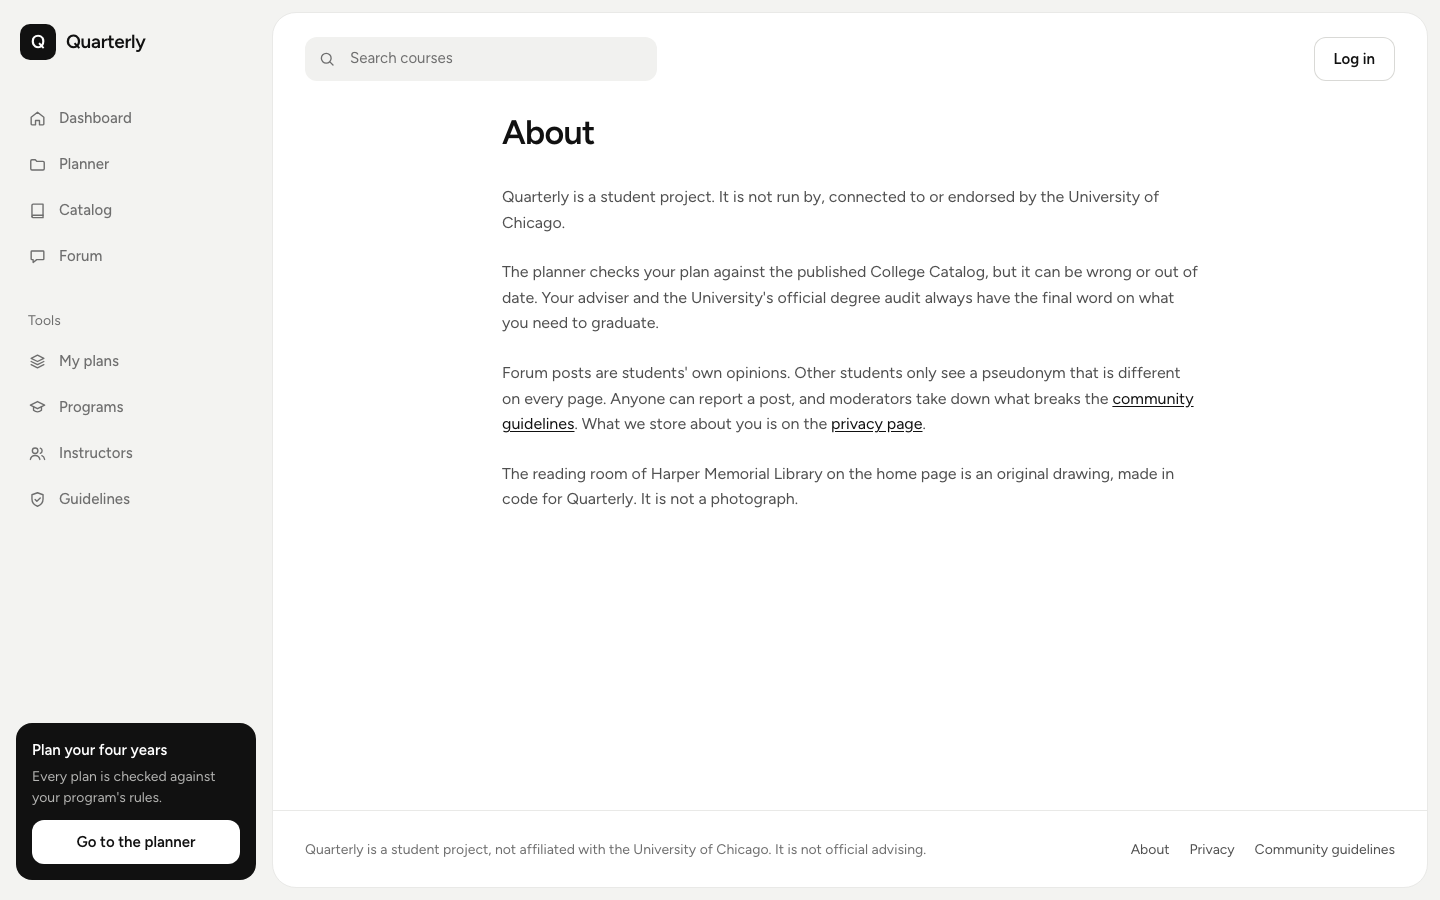 Q Quarterly
Dashboard
Planner
Catalog
Forum
Tools
My plans
Programs
Instructors
Guidelines
Plan your four years
Every plan is checked against
your program's rules.
Go to the planner
Search courses
Log in
About
Quarterly is a student project. It is not run by, connected to or endorsed by the University of
Chicago.
The planner checks your plan against the published College Catalog, but it can be wrong or out of
date. Your adviser and the University's official degree audit always have the final word on what
you need to graduate.
Forum posts are students' own opinions. Other students only see a pseudonym that is different
on every page. Anyone can report a post, and moderators take down what breaks the community
guidelines. What we store about you is on the privacy page.
The reading room of Harper Memorial Library on the home page is an original drawing, made in
code for Quarterly. It is not a photograph.
Quarterly is a student project, not affiliated with the University of Chicago. It is not official advising.
About Privacy Community guidelines